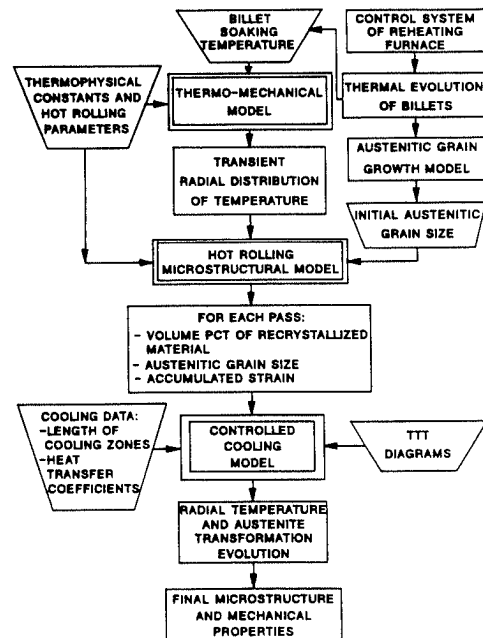 BILLET
SOAKING
TEMPERATURE
CONTROL SYSTEM
OF REHEATING
FURNACE
THERMOPHYSICAL
CONSTANTS AND
HOT ROLLING
PARAMETERS
THERMO-MECHANICAL
MODEL
THERMAL EVOLUTION
OF BILLETS
TRANSIENT
RADIAL DISTRIBUTION
OF TEMPERATURE
AUSTENITIC GRAIN
GROWTH MODEL
INITIAL AUSTENITIC
GRAIN SIZE
HOT ROLLING
MICROSTRUCTURAL MODEL
FOR EACH PASS:
- VOLUME PCT OF RECRYSTALLIZED
MATERIAL
- AUSTENITIC GRAIN SIZE
- ACCUMULATED STRAIN
COOLING DATA:
-LENGTH OF
COOLING ZONES
-HEAT
TRANSFER
COEFFICIENTS
CONTROLLED
COOLING
MODEL
TTT
DIAGRAMS
RADIAL TEMPERATURE
AND AUSTENITE
TRANSFORMATION
EVOLUTION
FINAL MICROSTRUCTURE
AND MECHANICAL
PROPERTIES